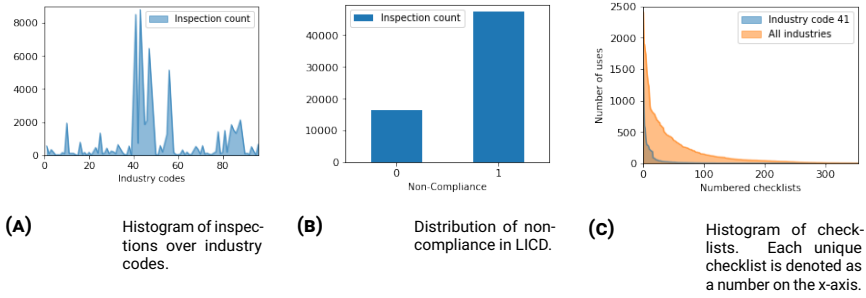 8000
6000
4000
2000
0
Inspection count
0 20 40 60 80
Industry codes
40000
30000
20000
10000
0
Inspection count
0 1
Non-Compliance
Number of uses
2500
2000
1500
1000
500
0
Industry code 41
All industries
0 100 200 300
Numbered checklists
(A) Histogram of inspec-
tions over industry
codes.
(B) Distribution of non-
compliance in LICD.
(C) Histogram of check-
lists. Each unique
checklist is denoted as
a number on the x-axis.